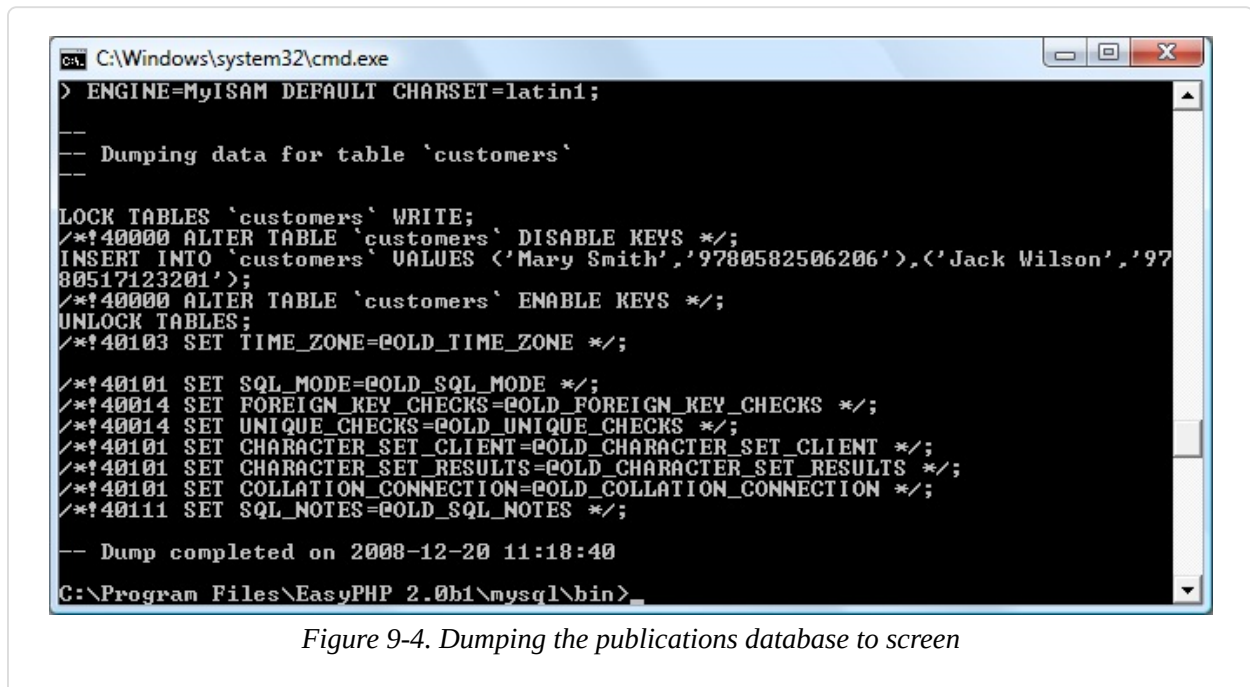 C:\Windows\system32\cmd.exe
) ENGINE=MyISAM DEFAULT CHARSET=latin1;
--
-- Dumping data for table `customers`
--
LOCK TABLES `customers` WRITE;
/*!40000 ALTER TABLE `customers` DISABLE KEYS */;
INSERT INTO `customers` VALUES ('Mary Smith','9780582506206'),('Jack Wilson','97
80517123201');
/*!40000 ALTER TABLE `customers` ENABLE KEYS */;
UNLOCK TABLES;
/*!40103 SET TIME_ZONE=@OLD_TIME_ZONE */;
/*!40101 SET SQL_MODE=@OLD_SQL_MODE */;
/*!40014 SET FOREIGN_KEY_CHECKS=@OLD_FOREIGN_KEY_CHECKS */;
/*!40014 SET UNIQUE_CHECKS=@OLD_UNIQUE_CHECKS */;
/*!40101 SET CHARACTER_SET_CLIENT=@OLD_CHARACTER_SET_CLIENT */;
/*!40101 SET CHARACTER_SET_RESULTS=@OLD_CHARACTER_SET_RESULTS */;
/*!40101 SET COLLATION_CONNECTION=@OLD_COLLATION_CONNECTION */;
/*!40111 SET SQL_NOTES=@OLD_SQL_NOTES */;
-- Dump completed on 2008-12-20 11:18:40
C:\Program Files\EasyPHP 2.0b1\mysql\bin>_
Figure 9-4. Dumping the publications database to screen